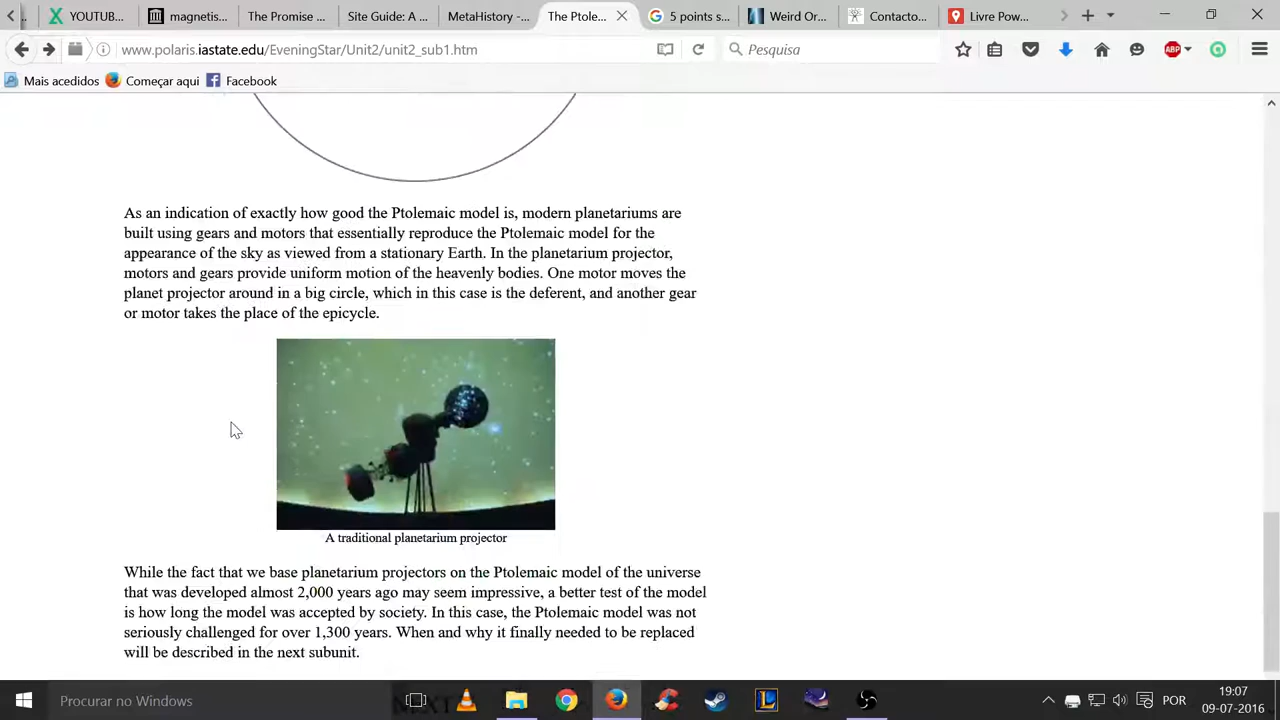 YOUTUB...
magnetis...
The Promise
Site Guide: A ...
MetaHistory - ...
The Ptole...
5 points s...
Weird Or...
Contacto...
Livre Pow...
www.polaris.iastate.edu/EveningStar/Unit2/unit2_sub1.htm
Pesquisa
ABP
Mais acedidos
Começar aqui
Facebook
As an indication of exactly how good the Ptolemaic model is, modern planetariums are
built using gears and motors that essentially reproduce the Ptolemaic model for the
appearance of the sky as viewed from a stationary Earth. In the planetarium projector,
motors and gears provide uniform motion of the heavenly bodies. One motor moves the
planet projector around in a big circle, which in this case is the deferent, and another gear
or motor takes the place of the epicycle.
A traditional planetarium projector
While the fact that we base planetarium projectors on the Ptolemaic model of the universe
that was developed almost 2,000 years ago may seem impressive, a better test of the model
is how long the model was accepted by society. In this case, the Ptolemaic model was not
seriously challenged for over 1,300 years. When and why it finally needed to be replaced
will be described in the next subunit.
Procurar no Windows
POR
19:07
09-07-2016